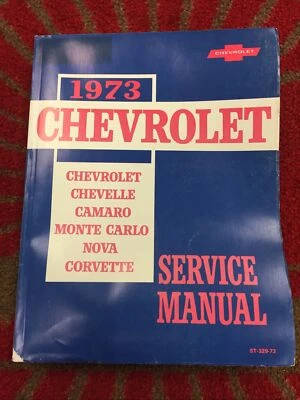 CHEVROLET
1973
CHEVROLET
CHEVROLET
CHEVELLE
CAMARO
MONTE CARLO
NOVA
CORVETTE
SERVICE
MANUAL
ST-329-73